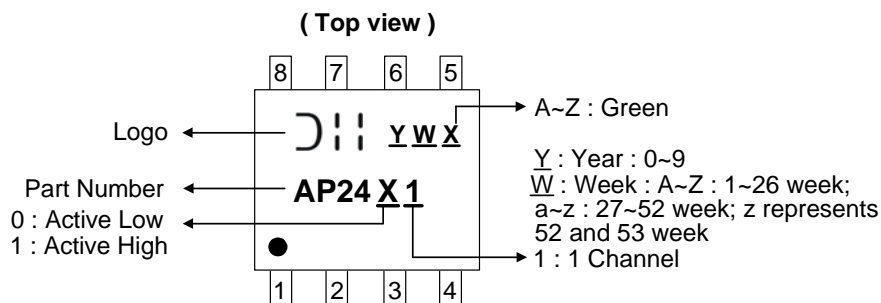 ( Top view )
8 7 6 5
Logo
Y W X
A~Z : Green
Part Number
AP24 X 1
0 : Active Low
1 : Active High
Y : Year : 0~9
W : Week : A~Z : 1~26 week;
a~z : 27~52 week; z represents
52 and 53 week
1 : 1 Channel
1 2 3 4